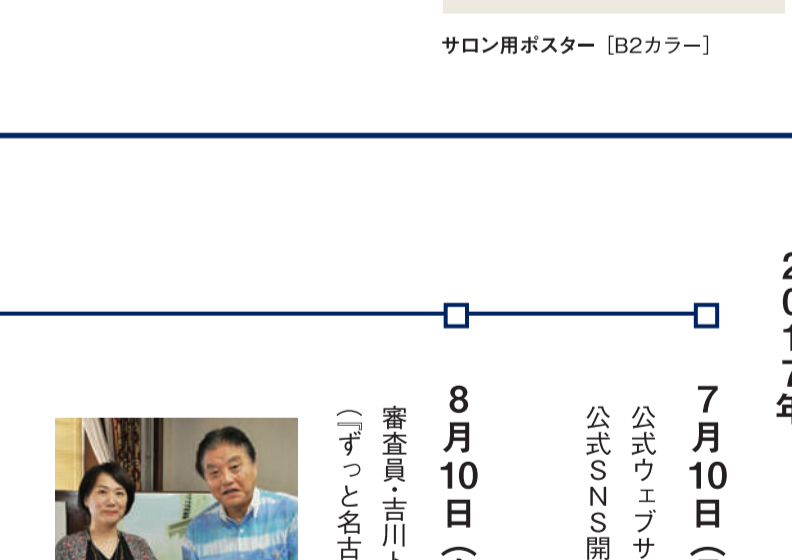 サロン用ポスター［B2カラー］
2017年
7月10日（
公式ウェブサ
公式SNS開
8月10日（
審査員・吉川ト
（『ずっと名古